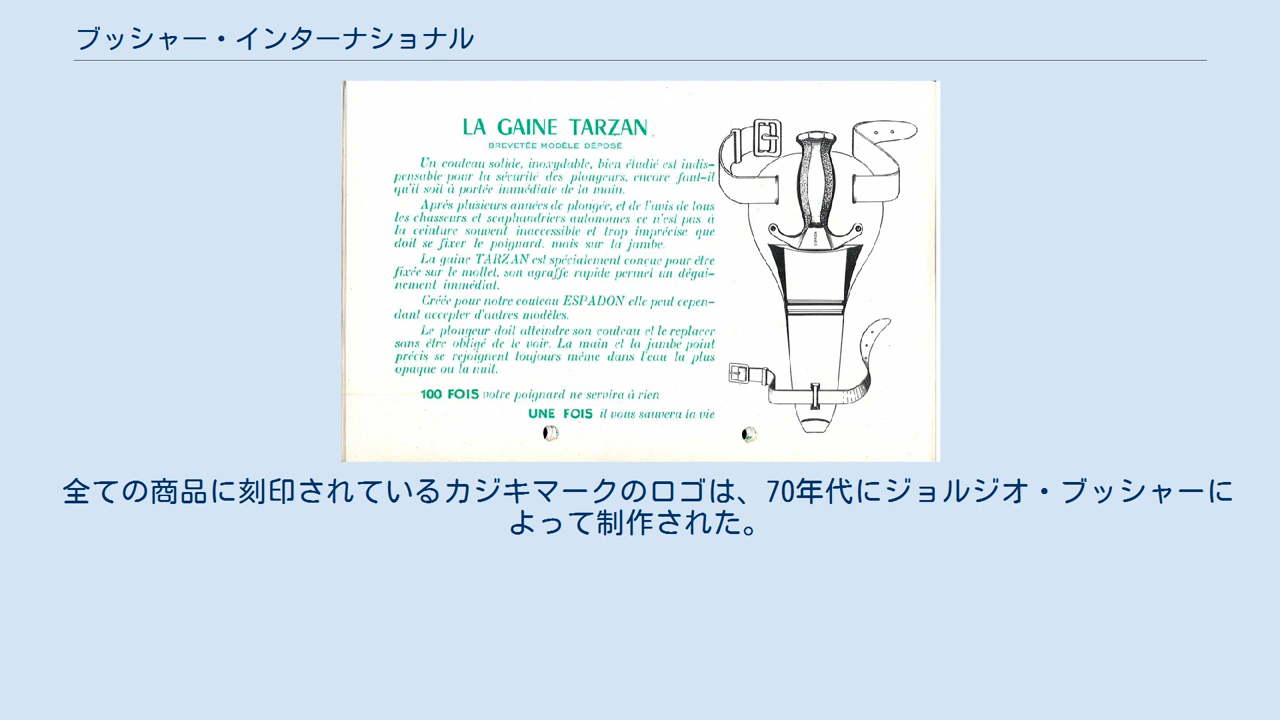 ブッシャー・インターナショナル
LA GAINE TARZAN
BREVETÉE MODÈLE DÉPOSÉ
Un couteau solide, inoxydable, bien étudié est indis-
pensable pour la sécurité des plongeurs, encore faut-il
qu'il soit à portée immédiate de la main.
Après plusieurs années de plongée, et de l'avis de tous
les chasseurs et scaphandriers autonomes ce n'est pas à
la ceinture souvent inaccessible et trop imprécise que
doit se fixer le poignard, mais sur la jambe.
La gaine TARZAN est spécialement conçue pour être
fixée sur le mollet, son agraffe rapide permet un dégai-
nement immédiat.
Créée pour notre couteau ESPADON elle peut cepen-
dant accepter d'autres modèles.
Le plongeur doit atteindre son couteau et le replacer
sans être obligé de le voir. La main et la jambe point
précis se rejoignent toujours même dans l'eau la plus
opaque ou la nuit.
100 FOIS votre poignard ne servira à rien
UNE FOIS il vous sauvera la vie
全ての商品に刻印されているカジキマークのロゴは、70年代にジョルジオ・ブッシャーに
よって制作された。